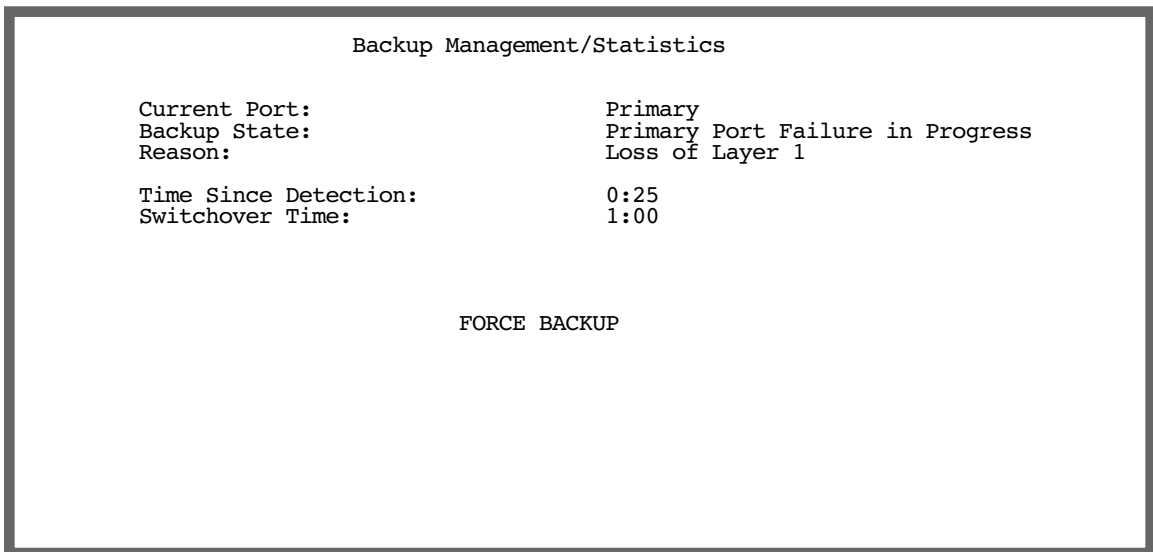 Backup Management/Statistics
Current Port: Primary
Backup State: Primary Port Failure in Progress
Reason: Loss of Layer 1
Time Since Detection: 0:25
Switchover Time: 1:00
FORCE BACKUP